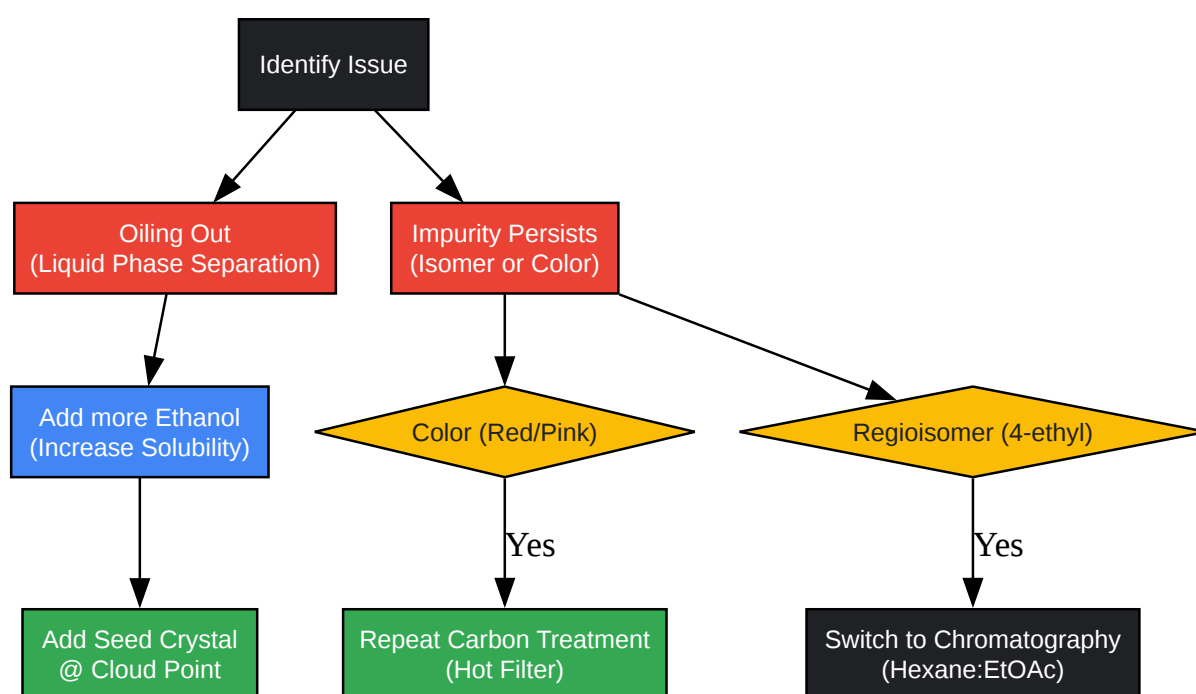 Identify Issue
Oiling Out
(Liquid Phase Separation)
Impurity Persists
(Isomer or Color)
Add more Ethanol
(Increase Solubility)
Color (Red/Pink)
Regioisomer (4-ethyl)
Yes
Yes
Add Seed Crystal
@ Cloud Point
Repeat Carbon Treatment
(Hot Filter)
Switch to Chromatography
(Hexane:EtOAc)